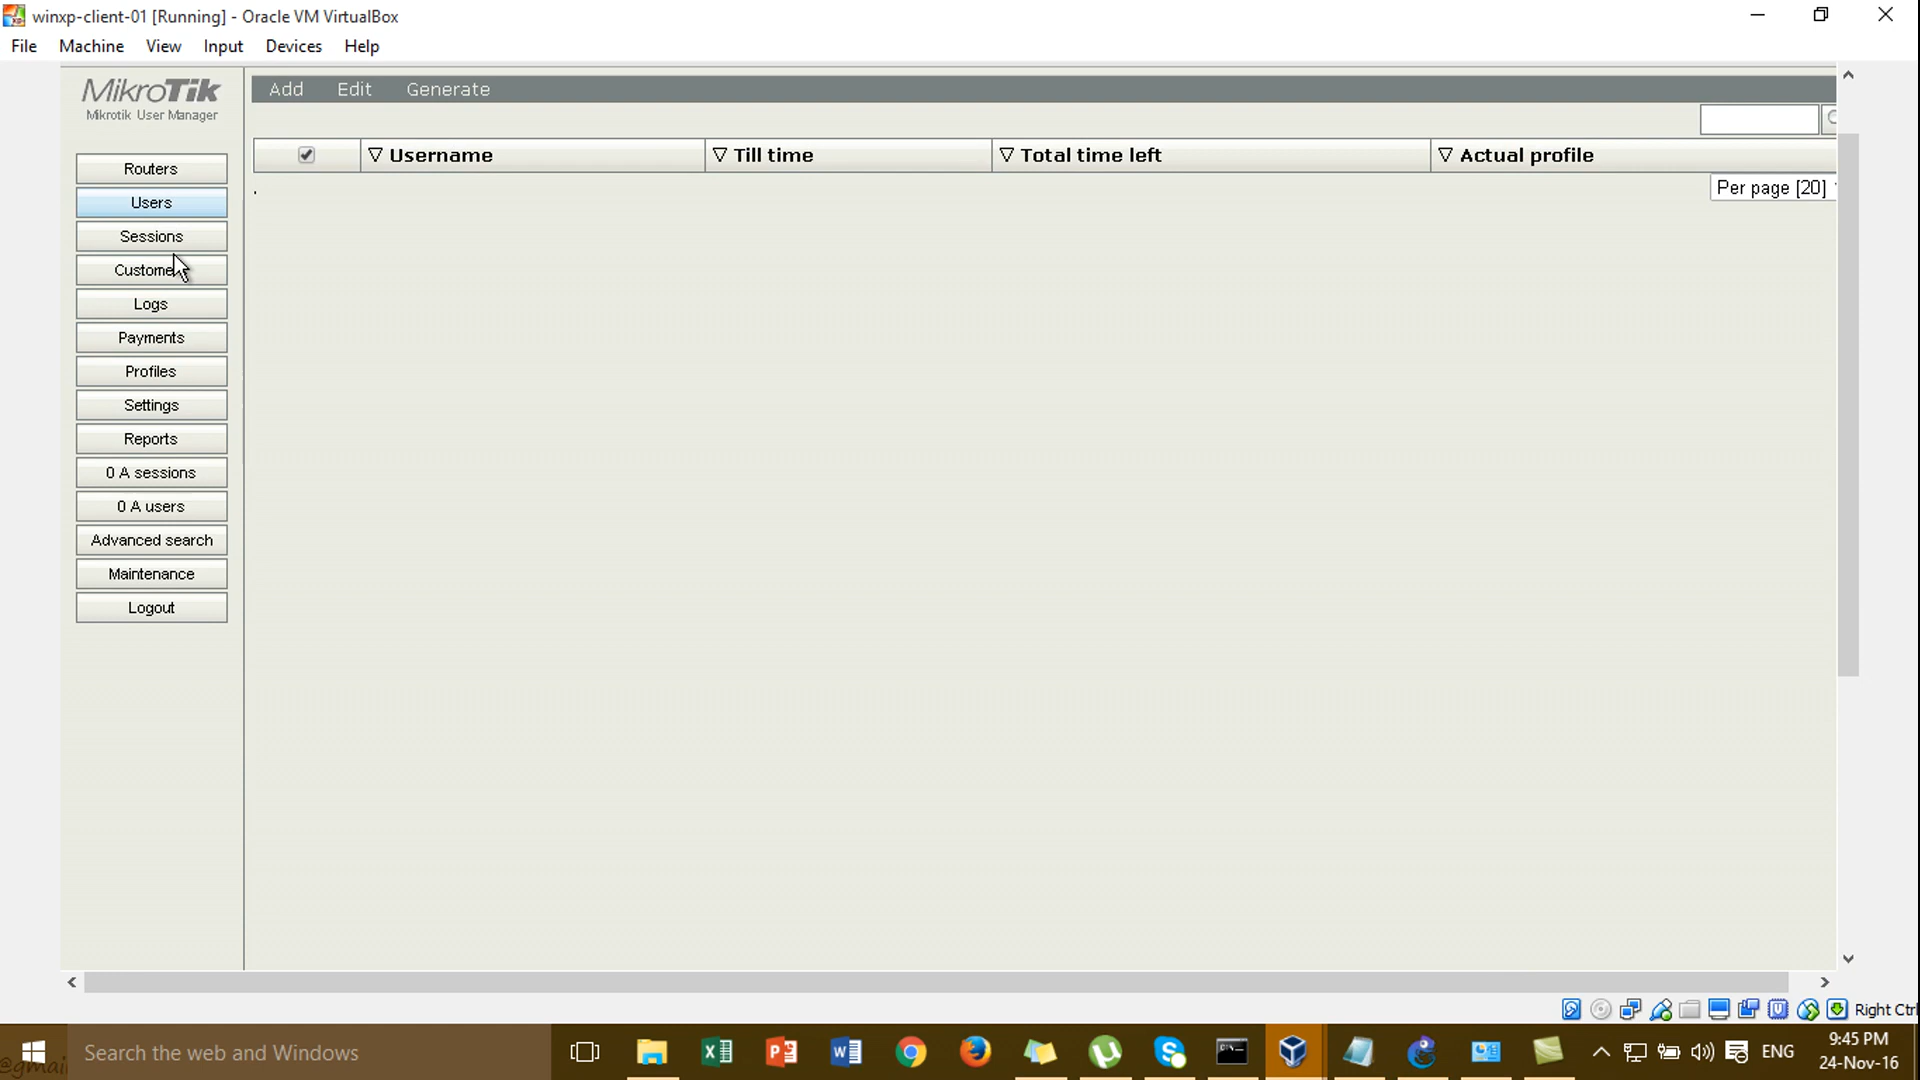 winxp-client-01 [Running] - Oracle VM VirtualBox
File Machine View Input Devices Help
MikroTik
Mikrotik User Manager
Add Edit Generate
Username Till time Total time left Actual profile
Per page [20]
Routers
Users
Sessions
Custome
Logs
Payments
Profiles
Settings
Reports
0 A sessions
0 A users
Advanced search
Maintenance
Logout
Right Ctrl
Search the web and Windows
@gmail
ENG
9:45 PM
24-Nov-16